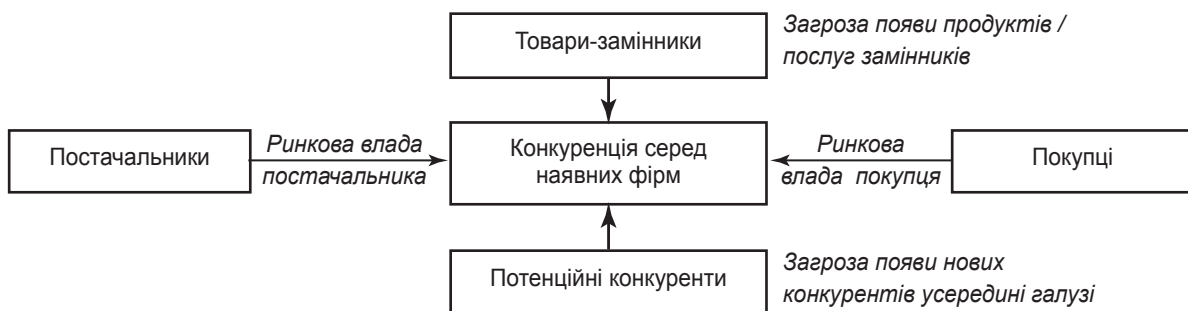 Товари-замінники
Загроза появи продуктів /
послуг замінників
Постачальники
Ринкова влада
постачальника
Конкуренція серед
наявних фірм
Ринкова
влада покупця
Покупці
Потенційні конкуренти
Загроза появи нових
конкурентів усередині галузі